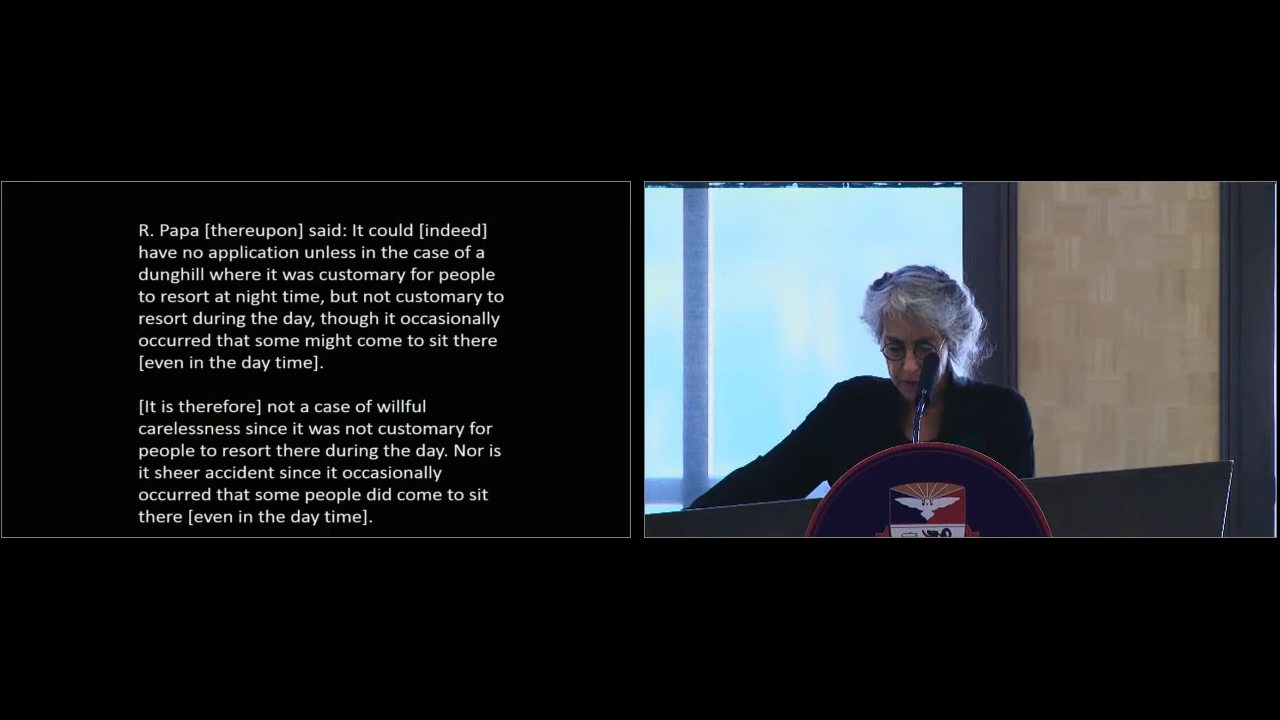 R. Papa [thereupon] said: It could [indeed]
have no application unless in the case of a
dunghill where it was customary for people
to resort at night time, but not customary to
resort during the day, though it occasionally
occurred that some might come to sit there
[even in the day time].
[It is therefore] not a case of willful
carelessness since it was not customary for
people to resort there during the day. Nor is
it sheer accident since it occasionally
occurred that some people did come to sit
there [even in the day time].